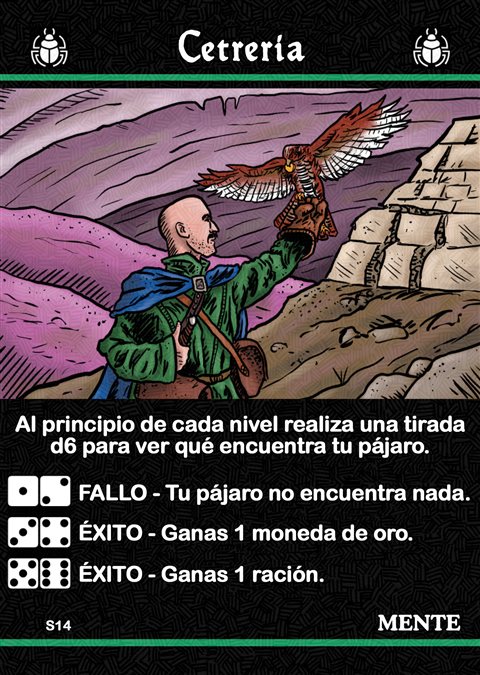 Cetrería
Al principio de cada nivel realiza una tirada
d6 para ver qué encuentra tu pájaro.
FALLO - Tu pájaro no encuentra nada.
ÉXITO - Ganas 1 moneda de oro.
ÉXITO - Ganas 1 ración.
S14 MENTE